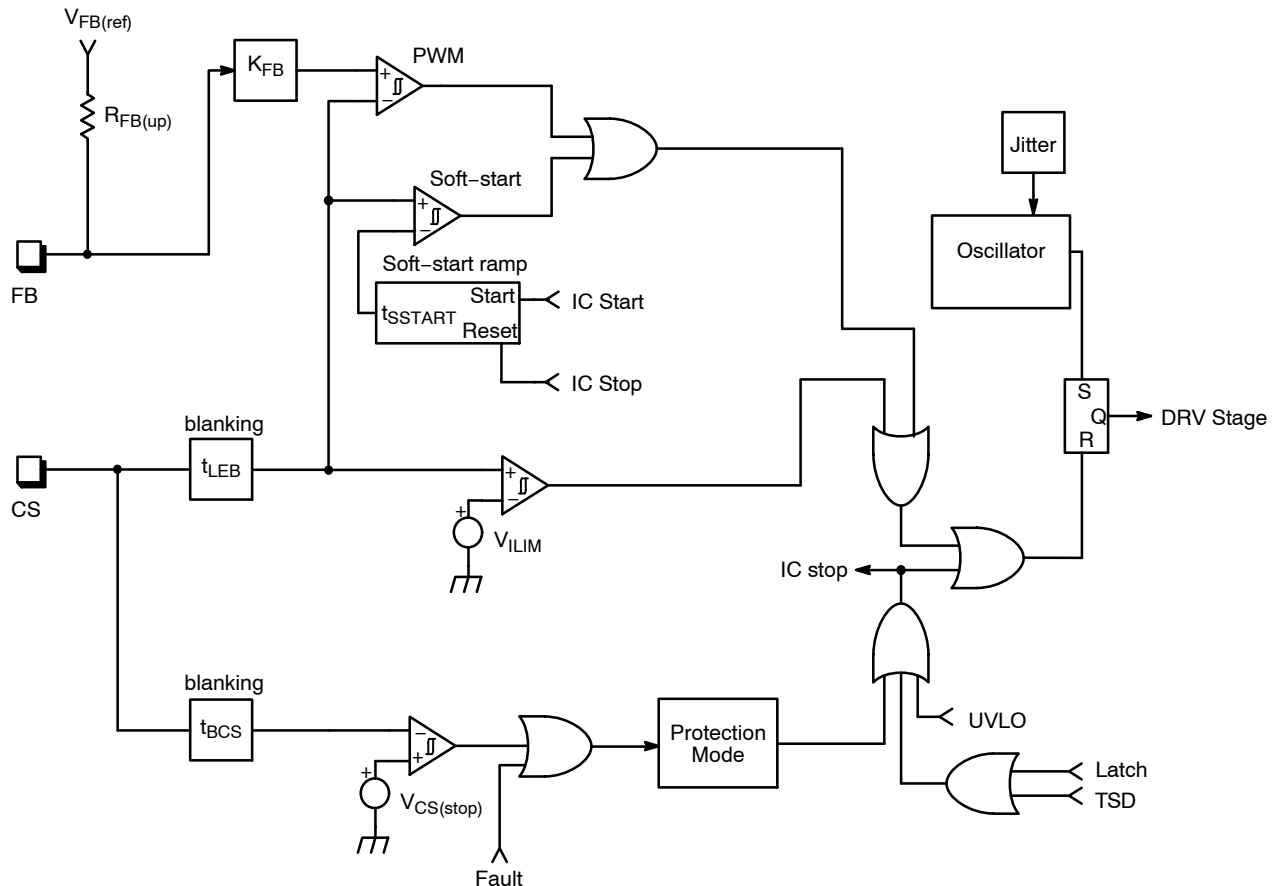 VFB(ref)
KFB
+
−
PWM
RFB(up)
Jitter
Soft−start
+
−
Oscillator
Soft−start ramp
FB
Start
IC Start
tSSTART
Reset
IC Stop
S
Q
R
DRV Stage
blanking
tLEB
CS
+
−
+
VILIM
IC stop
blanking
tBCS
−
+
+
VCS(stop)
Protection
Mode
UVLO
Latch
TSD
Fault